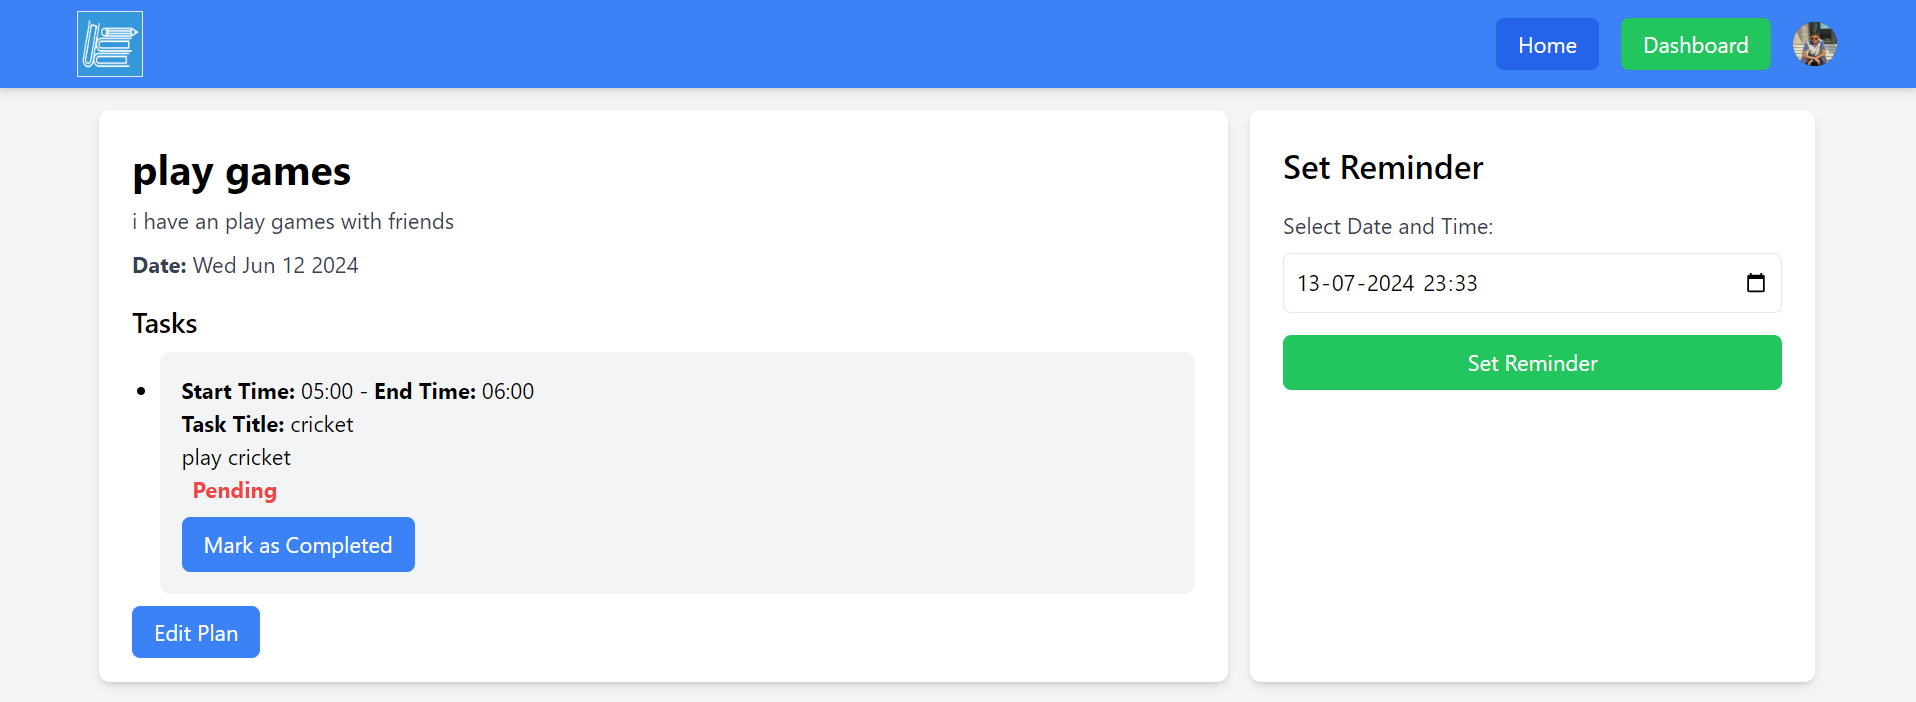 Home
Dashboard
play games
i have an play games with friends
Date: Wed Jun 12 2024
Tasks
Start Time: 05:00 - End Time: 06:00
Task Title: cricket
play cricket
Pending
Mark as Completed
Edit Plan
Set Reminder
Select Date and Time:
13-07-2024 23:33
Set Reminder